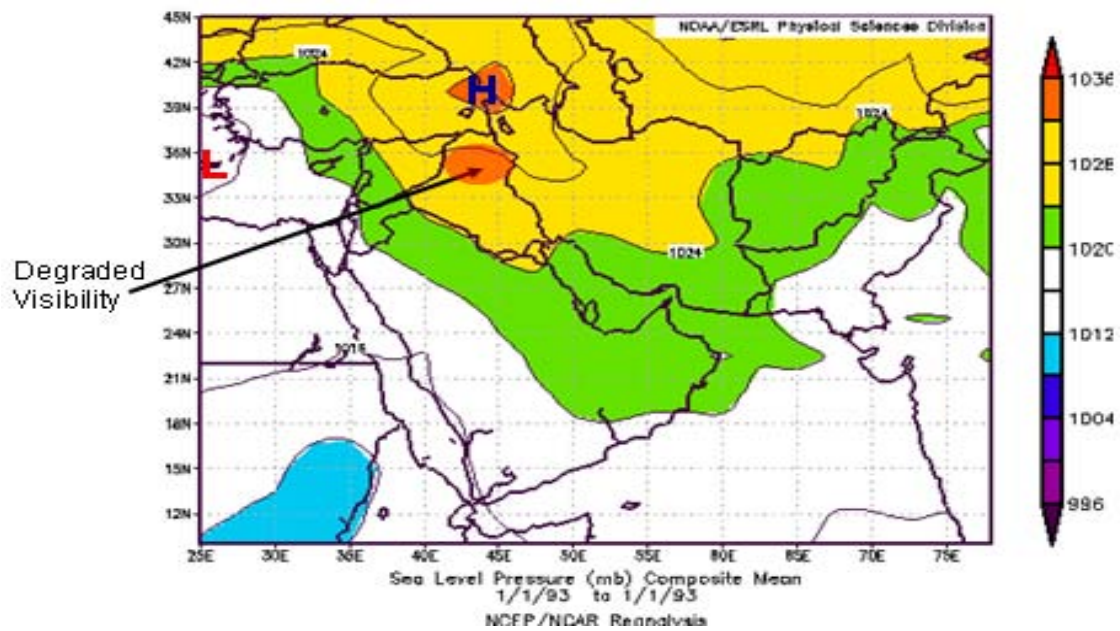 NOAA/ESRL Physical Sciences Division
45N
42N
39N
36N
33N
30N
27N
24N
21N
18N
15N
12N
1024
H
1024
L
1024
1016
Degraded
Visibility
25E 30E 35E 40E 45E 50E 55E 60E 65E 70E 75E
1036
1028
1020
1012
1004
996
Sea Level Pressure (mb) Composite Mean
1/1/93 to 1/1/93
NCEP/NCAR Reanalysis